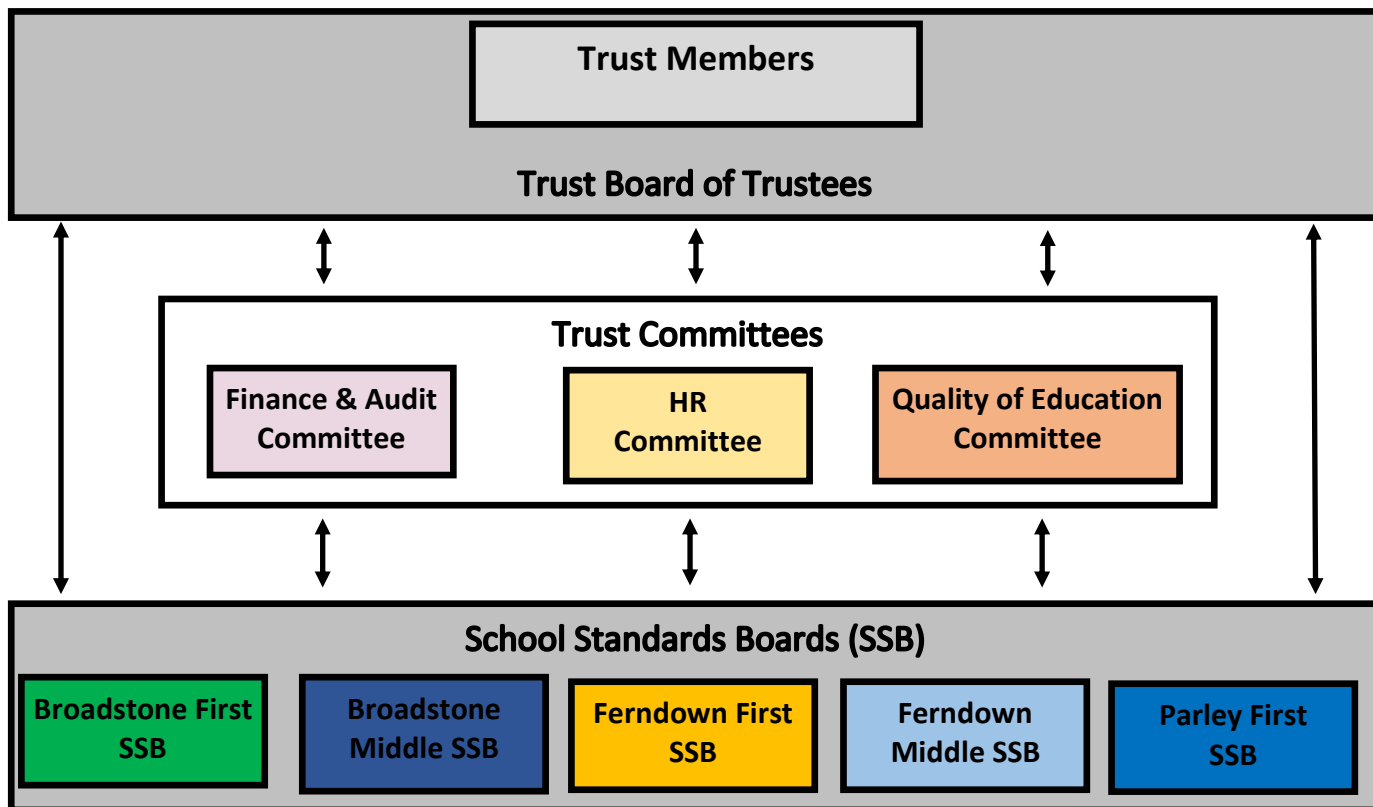 Trust Members
Trust Board of Trustees
Trust Committees
Finance & Audit
Committee
HR
Committee
Quality of Education
Committee
School Standards Boards (SSB)
Broadstone First
SSB
Broadstone
Middle SSB
Ferndown First
SSB
Ferndown
Middle SSB
Parley First
SSB